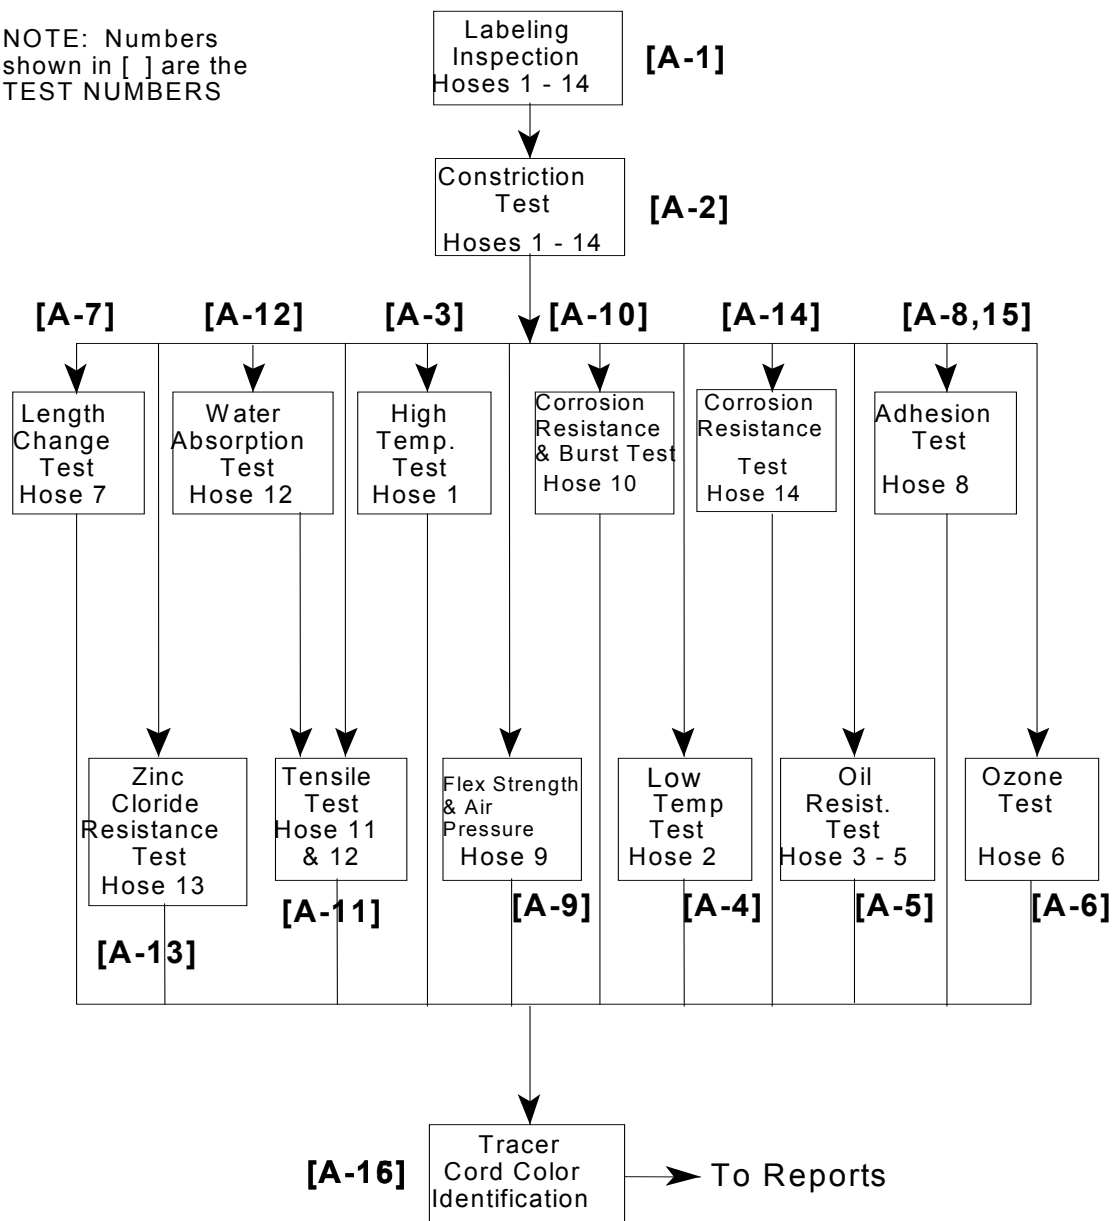 NOTE: Numbers
shown in [ ] are the
TEST NUMBERS
Labeling
Inspection
Hoses 1 - 14
[A-1]
Constriction
Test
Hoses 1 - 14
[A-2]
[A-7]
[A-12]
[A-3]
[A-10]
[A-14]
[A-8,15]
Length
Change
Test
Hose 7
Water
Absorption
Test
Hose 12
High
Temp.
Test
Hose 1
Corrosion
Resistance
& Burst Test
Hose 10
Corrosion
Resistance
Test
Hose 14
Adhesion
Test
Hose 8
Zinc
Cloride
Resistance
Test
Hose 13
[A-13]
Tensile
Test
Hose 11
& 12
[A-11]
Flex Strength
& Air
Pressure
Hose 9
[A-9]
Low
Temp
Test
Hose 2
[A-4]
Oil
Resist.
Test
Hose 3 - 5
[A-5]
Ozone
Test
Hose 6
[A-6]
[A-16]
Tracer
Cord Color
Identification
To Reports